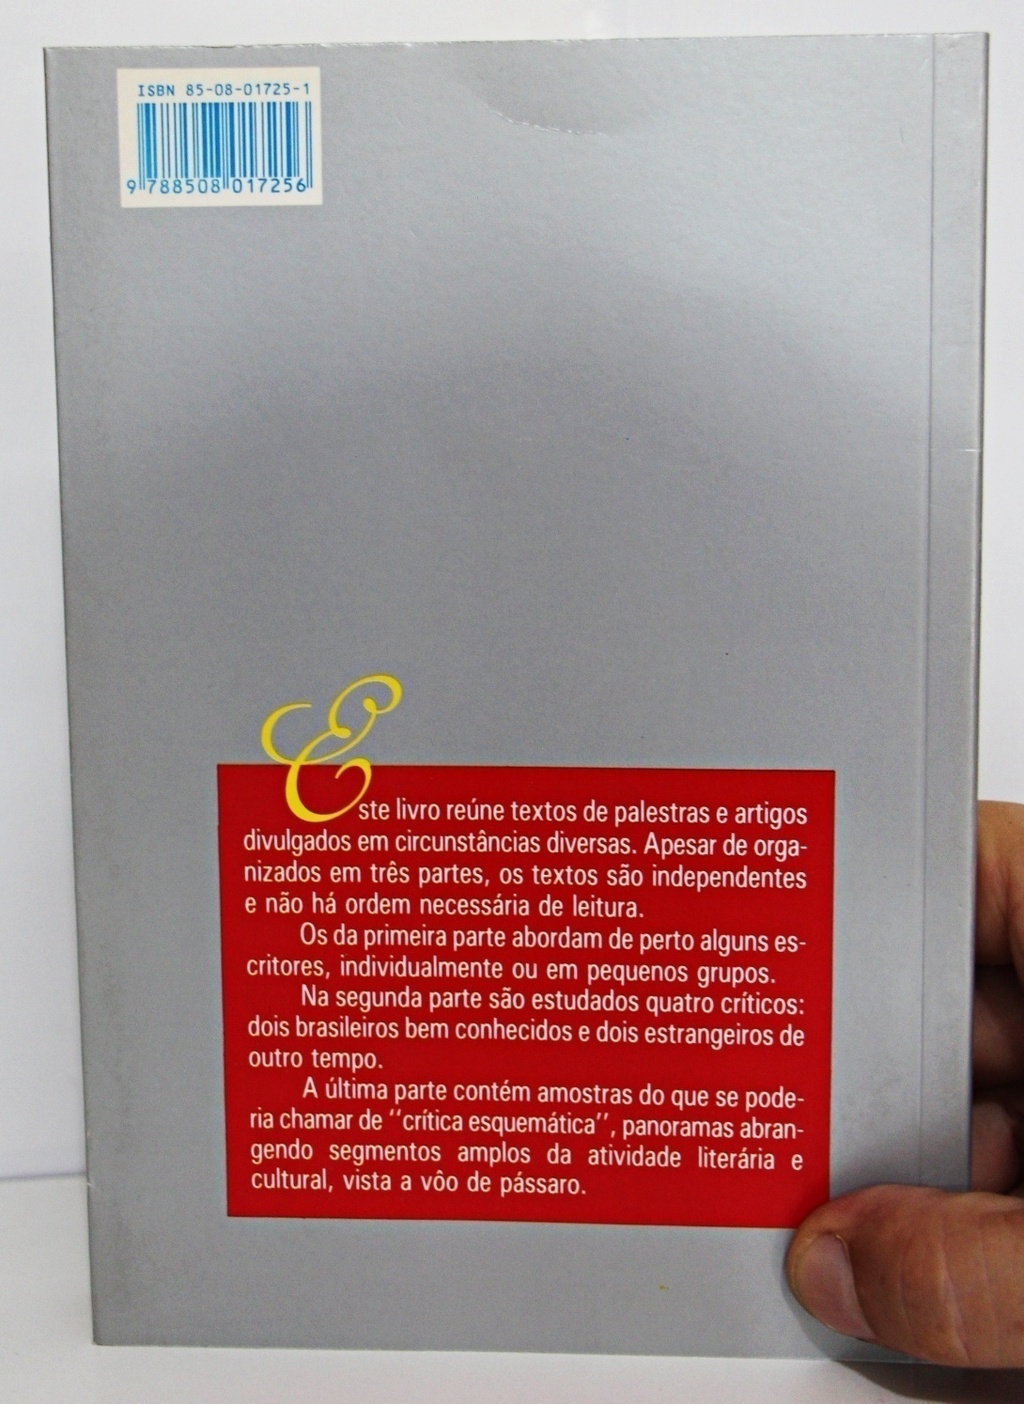 ISBN 85-08-01725-1
9 788508 017256
Este livro reúne textos de palestras e artigos
divulgados em circunstâncias diversas. Apesar de orga-
nizados em três partes, os textos são independentes
e não há ordem necessária de leitura.
Os da primeira parte abordam de perto alguns es-
critores, individualmente ou em pequenos grupos.
Na segunda parte são estudados quatro críticos:
dois brasileiros bem conhecidos e dois estrangeiros de
outro tempo.
A última parte contém amostras do que se pode-
ria chamar de "crítica esquemática", panoramas abran-
gendo segmentos amplos da atividade literária e
cultural, vista a vôo de pássaro.